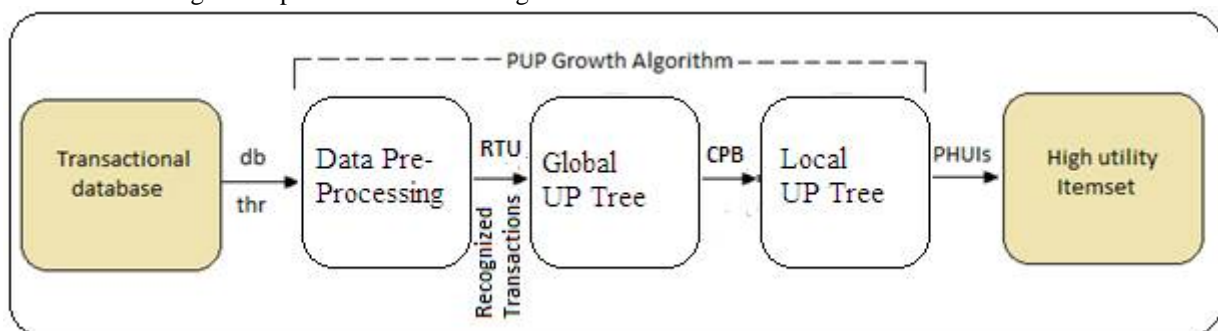 PUP Growth Algorithm
Transactional
database
db
thr
Data Pre-
Processing
RTU
Recognized
Transactions
Global
UP Tree
CPB
Local
UP Tree
PHUIs
High utility
Itemset